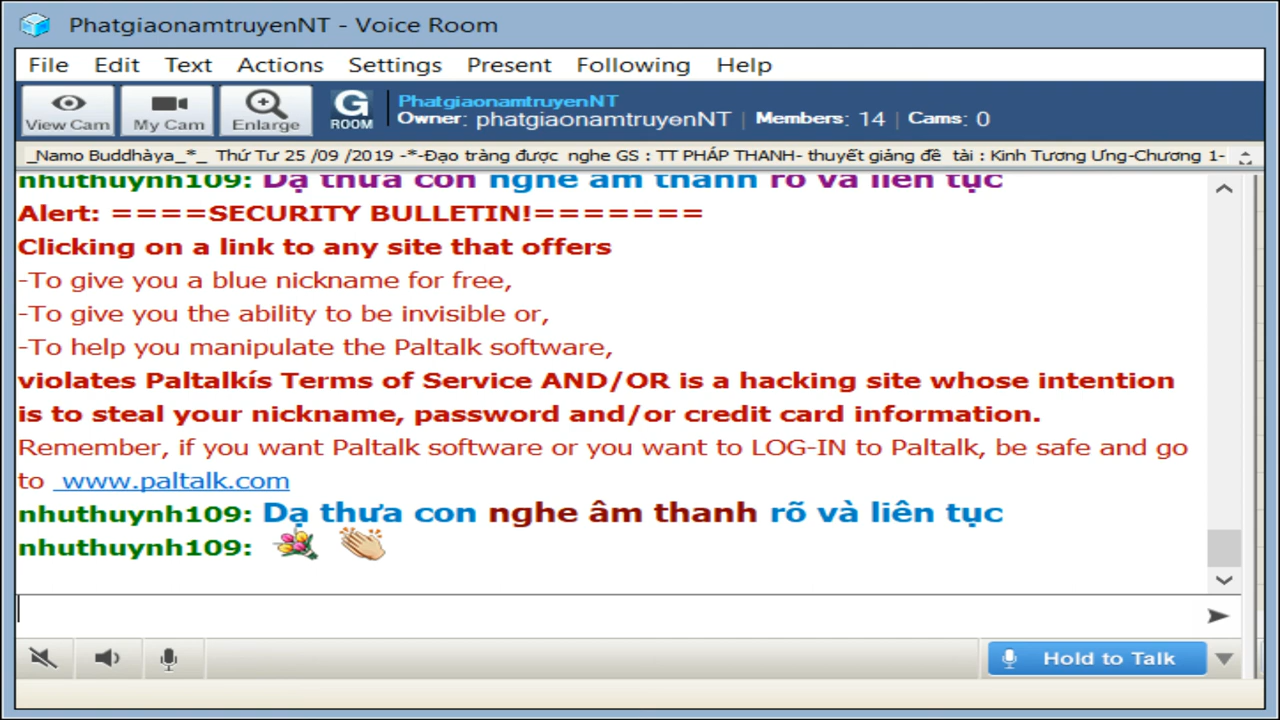 PhatgiaonamtruyenNT - Voice Room
File Edit Text Actions Settings Present Following Help
View Cam My Cam Enlarge G ROOM
PhatgiaonamtruyenNT
Owner: phatgiaonamtruyenNT | Members: 14 | Cams: 0
_Namo Buddhàya_*_ Thứ Tư 25 /09 /2019 -*-Đạo tràng được nghe GS : TT PHÁP THANH- thuyết giảng đề tài : Kinh Tương Ưng-Chương 1-
nhuthuynh109: Dạ thưa con nghe âm thanh rõ và liên tục
Alert: ====SECURITY BULLETIN!=======
Clicking on a link to any site that offers
-To give you a blue nickname for free,
-To give you the ability to be invisible or,
-To help you manipulate the Paltalk software,
violates Paltalkís Terms of Service AND/OR is a hacking site whose intention
is to steal your nickname, password and/or credit card information.
Remember, if you want Paltalk software or you want to LOG-IN to Paltalk, be safe and go
to www.paltalk.com
nhuthuynh109: Dạ thưa con nghe âm thanh rõ và liên tục
nhuthuynh109:
Hold to Talk